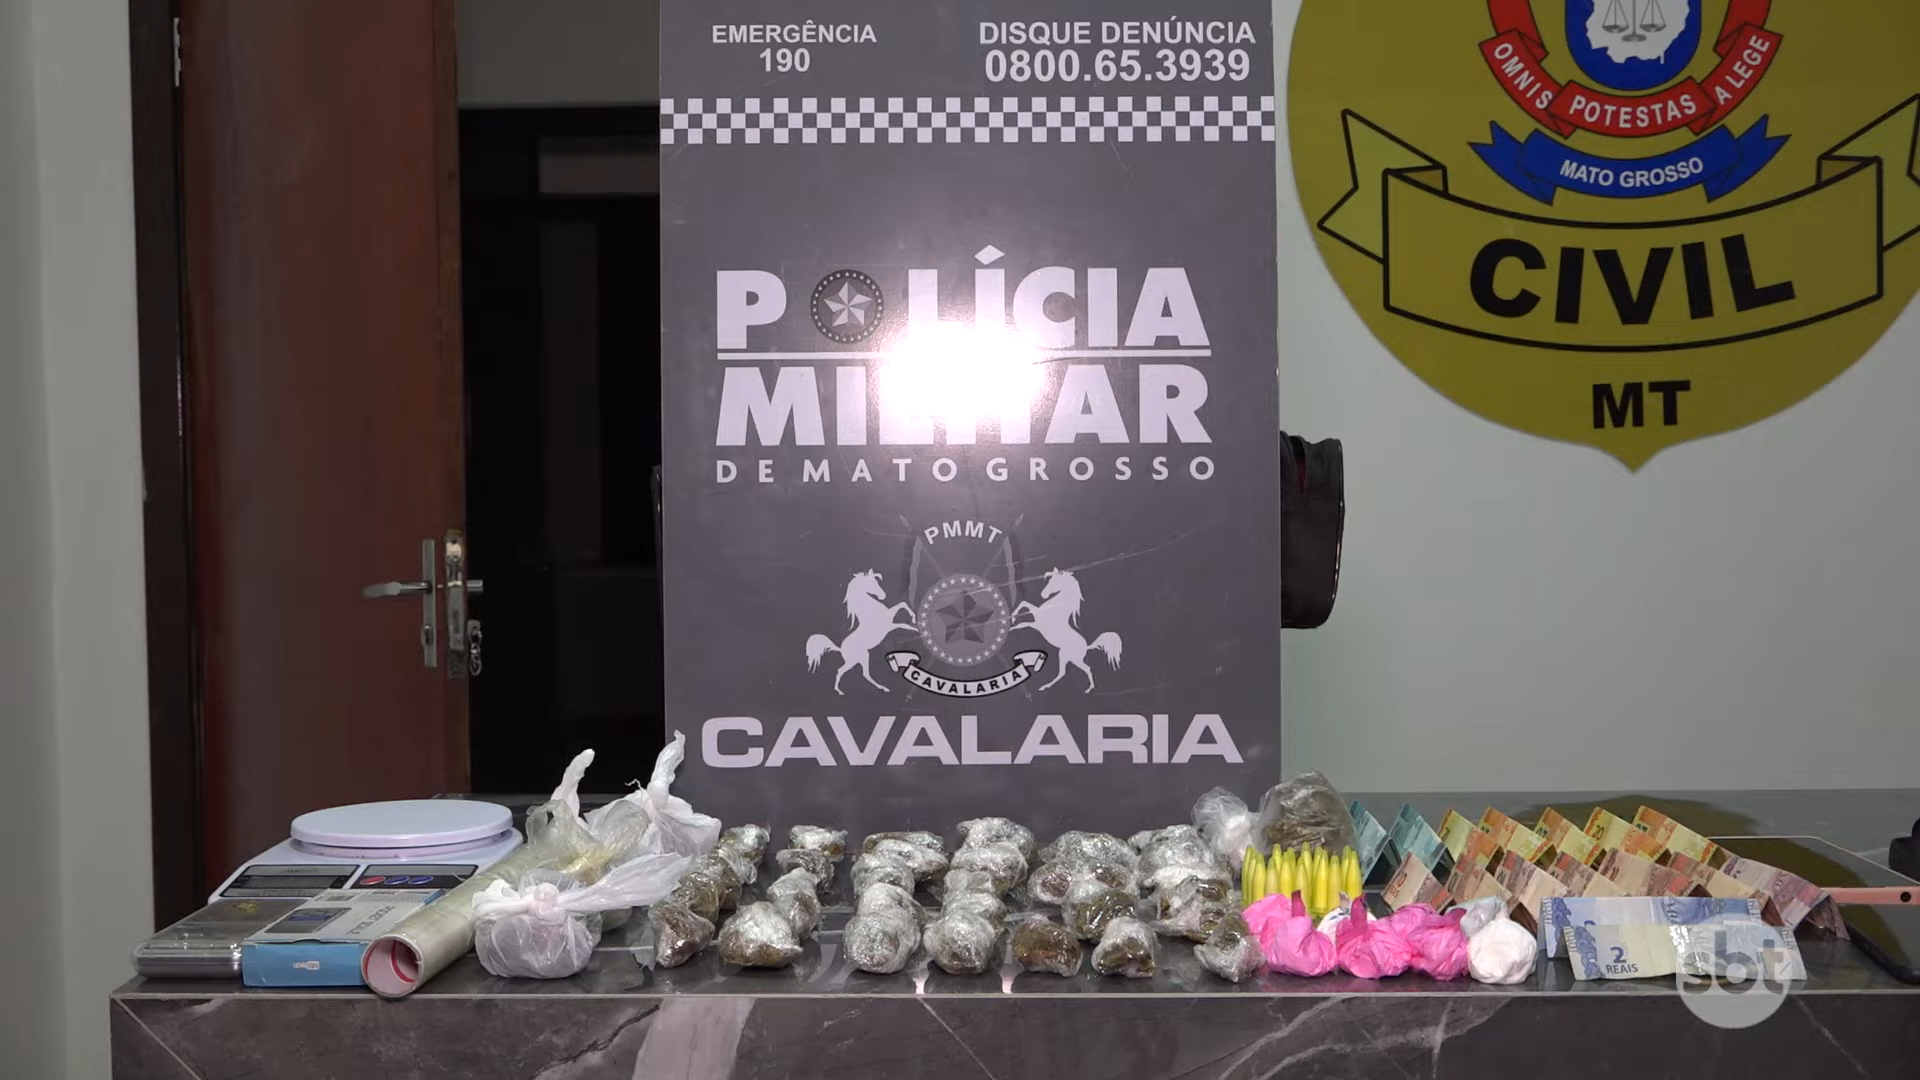 EMERGÊNCIA
190
DISQUE DENÚNCIA
0800.65.3939
POLÍCIA
MILITAR
DE MATO GROSSO
PMMT
CAVALARIA
CAVALARIA
OMNIS POTESTAS A LEGE
MATO GROSSO
CIVIL
MT
20
2
REAIS
sbt